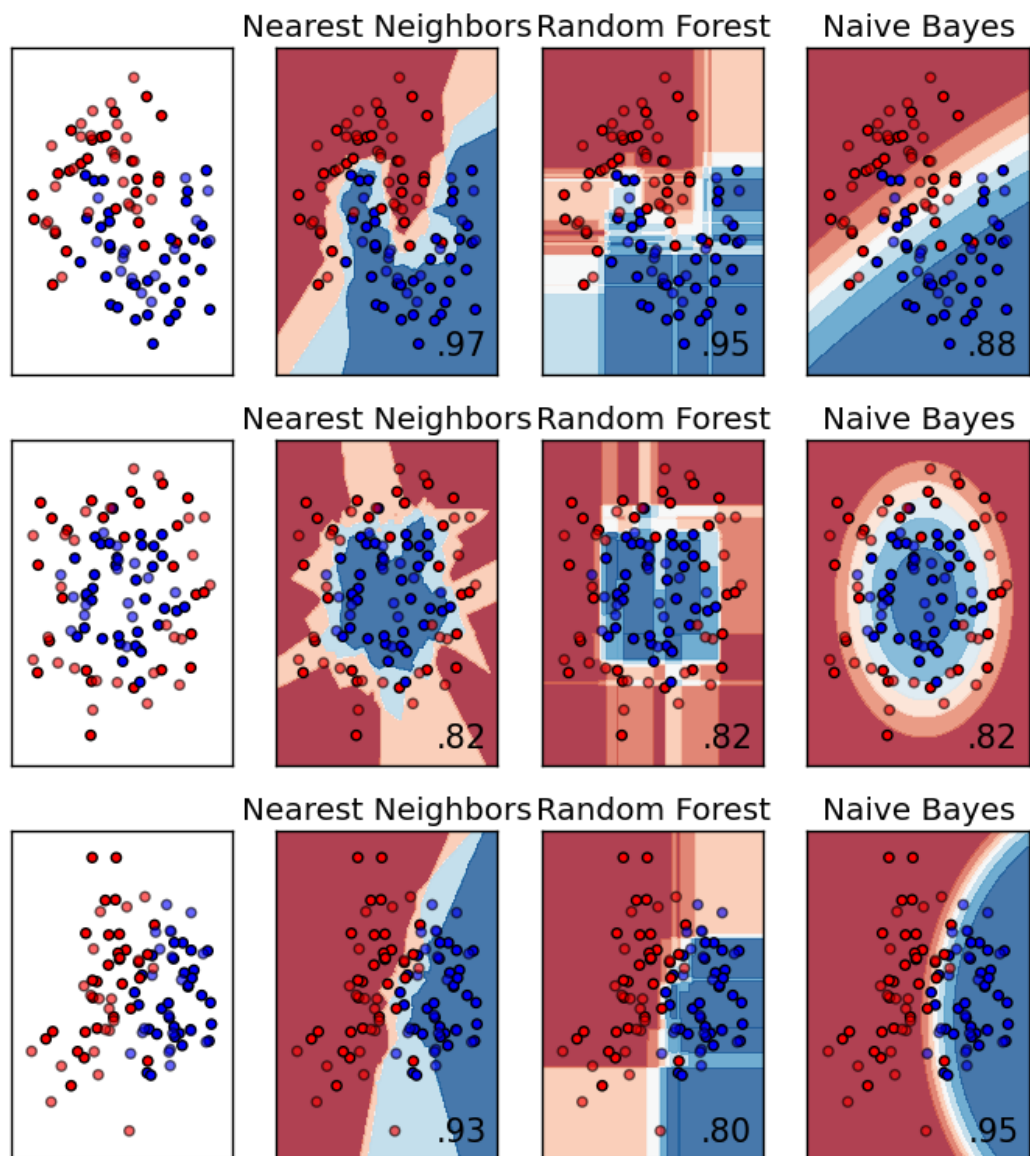 Nearest Neighbors Random Forest Naive Bayes
.97 .95 .88
Nearest Neighbors Random Forest Naive Bayes
.82 .82 .82
Nearest Neighbors Random Forest Naive Bayes
.93 .80 .95